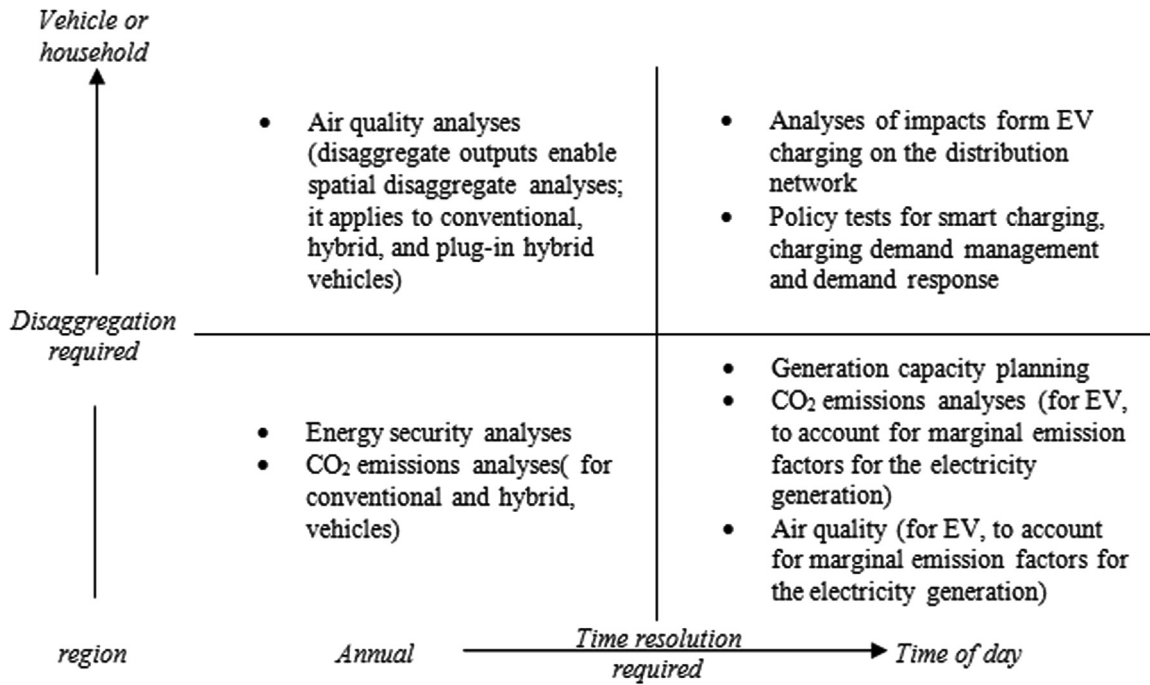 Vehicle or
household
• Air quality analyses
(disaggregate outputs enable
spatial disaggregate analyses;
it applies to conventional,
hybrid, and plug-in hybrid
vehicles)
• Analyses of impacts form EV
charging on the distribution
network
• Policy tests for smart charging,
charging demand management
and demand response
Disaggregation
required
• Energy security analyses
• CO₂ emissions analyses( for
conventional and hybrid,
vehicles)
• Generation capacity planning
• CO₂ emissions analyses (for EV,
to account for marginal emission
factors for the electricity
generation)
• Air quality (for EV, to account
for marginal emission factors for
the electricity generation)
region
Annual
Time resolution
required
Time of day